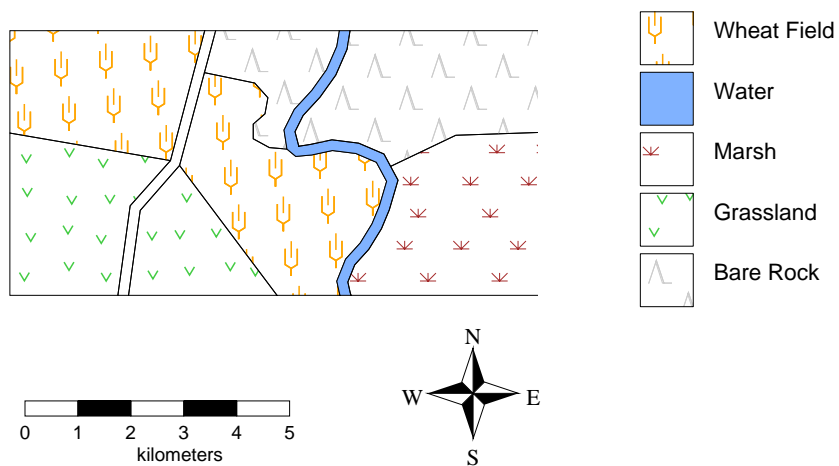 Wheat Field
Water
Marsh
Grassland
Bare Rock
N
W E
S
0 1 2 3 4 5
kilometers